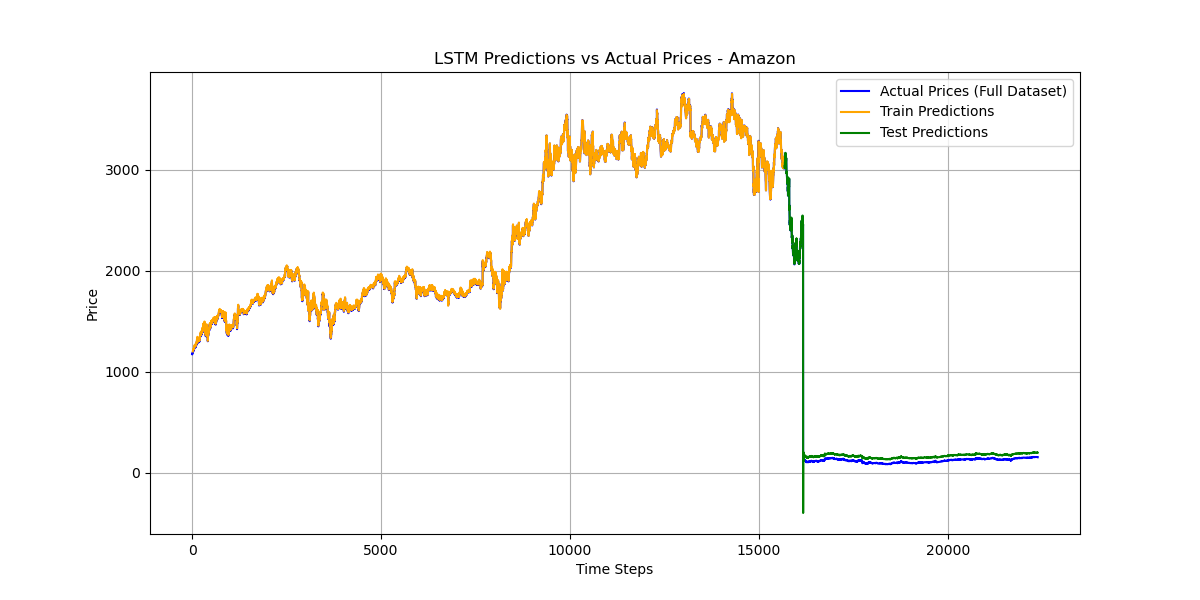 LSTM Predictions vs Actual Prices - Amazon
Actual Prices (Full Dataset)
Train Predictions
Test Predictions
Price
3000
2000
1000
0
0
5000
10000
15000
20000
Time Steps